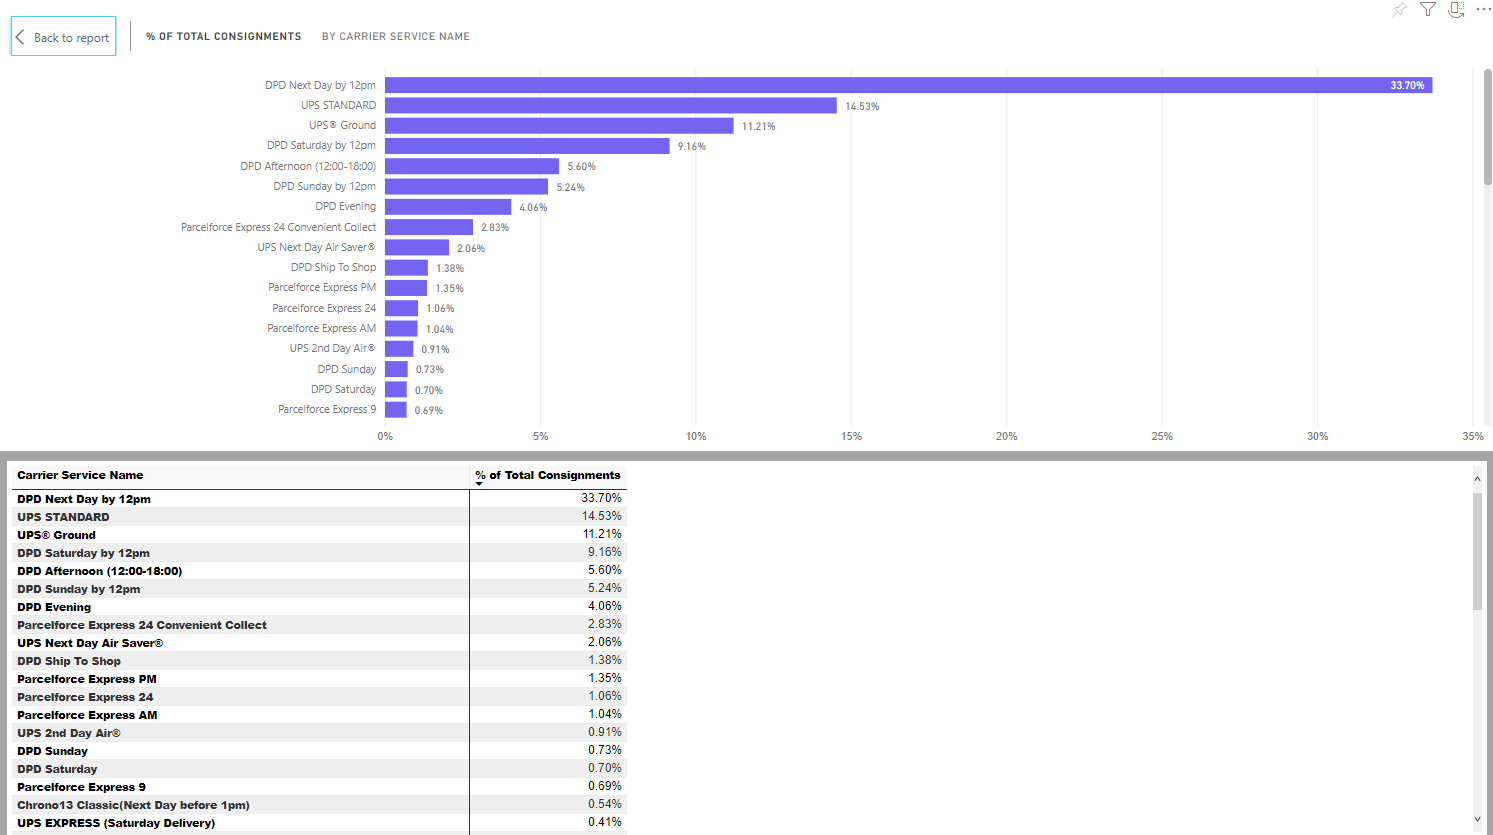 Back to report
% OF TOTAL CONSIGNMENTS BY CARRIER SERVICE NAME
DPD Next Day by 12pm 33.70%
UPS STANDARD 14.53%
UPS® Ground 11.21%
DPD Saturday by 12pm 9.16%
DPD Afternoon (12:00-18:00) 5.60%
DPD Sunday by 12pm 5.24%
DPD Evening 4.06%
Parcelforce Express 24 Convenient Collect 2.83%
UPS Next Day Air Saver® 2.06%
DPD Ship To Shop 1.38%
Parcelforce Express PM 1.35%
Parcelforce Express 24 1.06%
Parcelforce Express AM 1.04%
UPS 2nd Day Air® 0.91%
DPD Sunday 0.73%
DPD Saturday 0.70%
Parcelforce Express 9 0.69%
0% 5% 10% 15% 20% 25% 30% 35%
Carrier Service Name % of Total Consignments
DPD Next Day by 12pm 33.70%
UPS STANDARD 14.53%
UPS® Ground 11.21%
DPD Saturday by 12pm 9.16%
DPD Afternoon (12:00-18:00) 5.60%
DPD Sunday by 12pm 5.24%
DPD Evening 4.06%
Parcelforce Express 24 Convenient Collect 2.83%
UPS Next Day Air Saver® 2.06%
DPD Ship To Shop 1.38%
Parcelforce Express PM 1.35%
Parcelforce Express 24 1.06%
Parcelforce Express AM 1.04%
UPS 2nd Day Air® 0.91%
DPD Sunday 0.73%
DPD Saturday 0.70%
Parcelforce Express 9 0.69%
Chrono13 Classic(Next Day before 1pm) 0.54%
UPS EXPRESS (Saturday Delivery) 0.41%